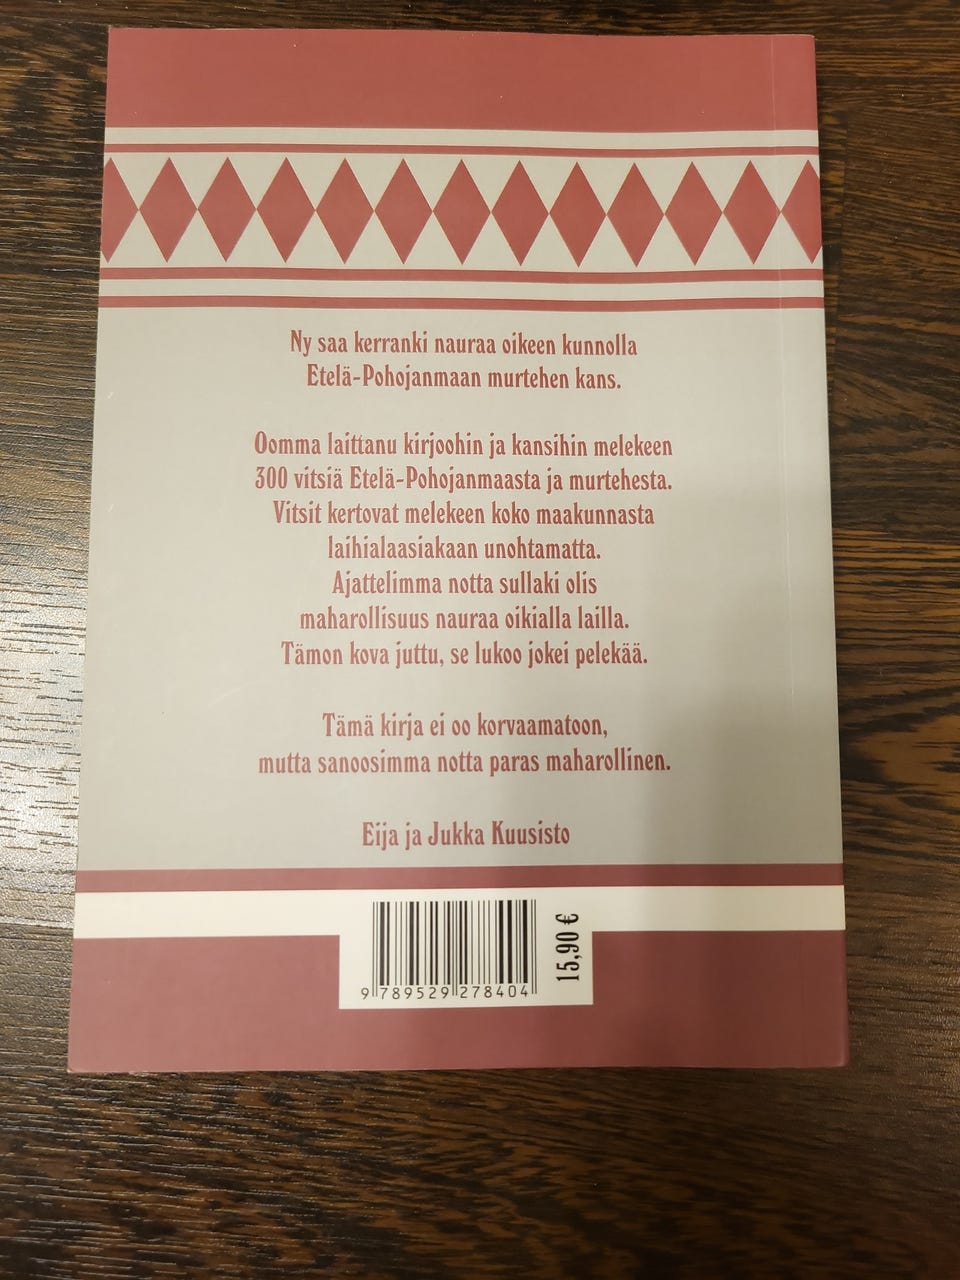 Ny saa kerranki nauraa oikeen kunnolla
Etelä-Pohojanmaan murtehen kans.
Oomma laittanu kirjoohin ja kansihin melekeen
300 vitsiä Etelä-Pohojanmaasta ja murtehesta.
Vitsit kertovat melekeen koko maakunnasta
laihialaasiakaan unohtamatta.
Ajattelimma notta sullaki olis
maharollisuus nauraa oikialla lailla.
Tämon kova juttu, se lukoo jokei pelekää.
Tämä kirja ei oo korvaamatoon,
mutta sanoosimma notta paras maharollinen.
Eija ja Jukka Kuusisto
9 789529 278404
15,90 €